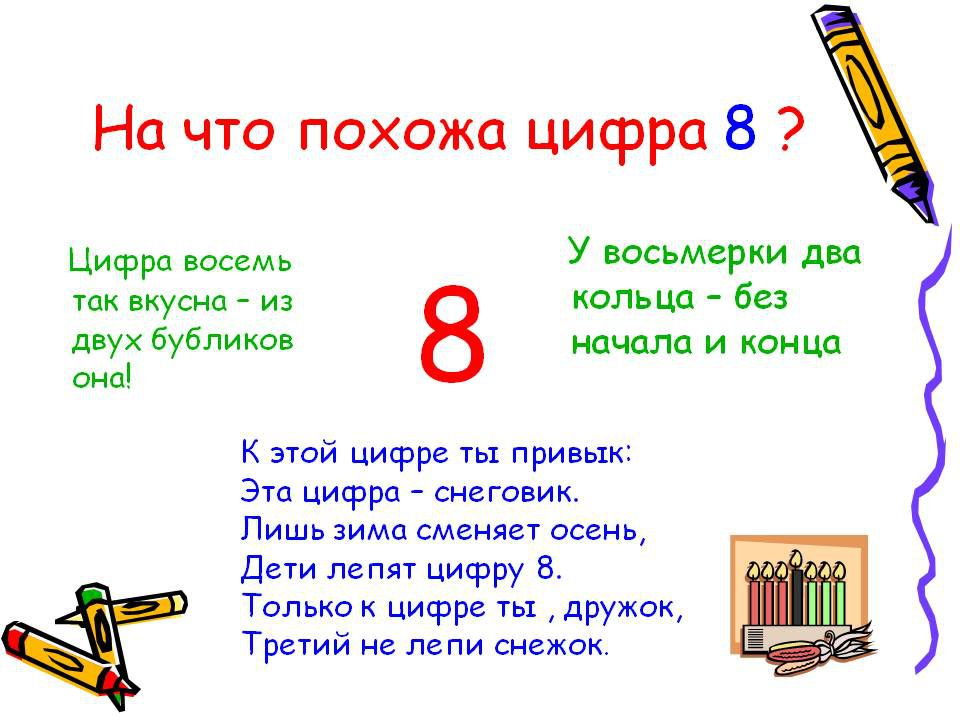 На что похожа цифра 8 ?
Цифра восемь
так вкусна – из
двух бубликов
она!
8
У восьмерки два
кольца – без
начала и конца
К этой цифре ты привык:
Эта цифра – снеговик.
Лишь зима сменяет осень,
Дети лепят цифру 8.
Только к цифре ты , дружок,
Третий не лепи снежок.